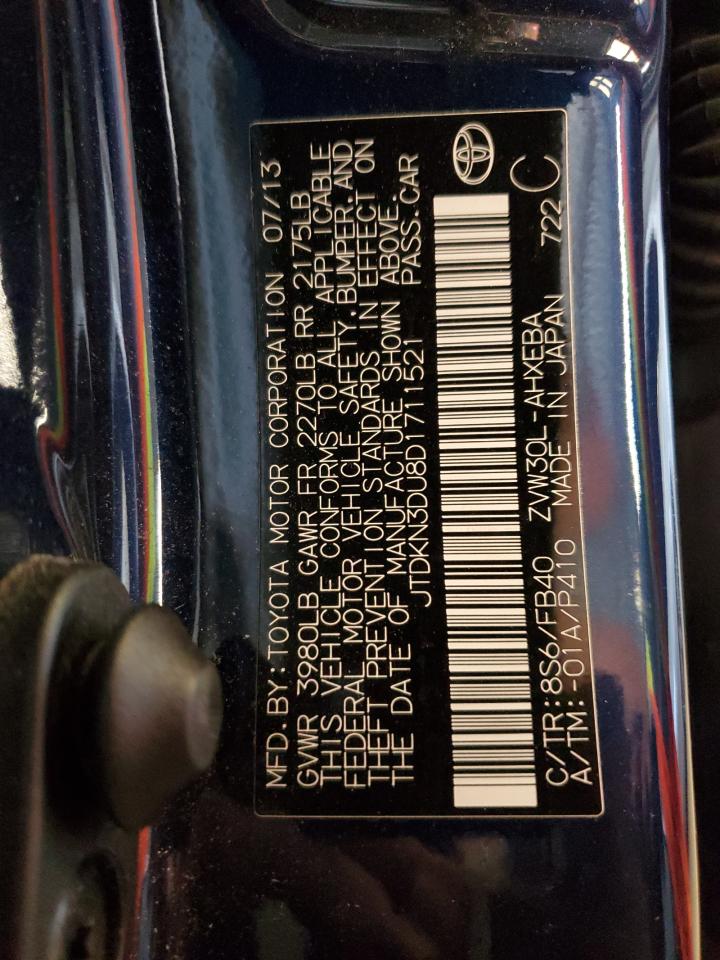 MFD.BY:TOYOTA MOTOR CORPORATION 07/13
GVWR 3980LB GAWR FR 2270LB RR 2175LB
THIS VEHICLE CONFORMS TO ALL APPLICABLE
FEDERAL MOTOR VEHICLE SAFETY,BUMPER,AND
THEFT PREVENTION STANDARDS IN EFFECT ON
THE DATE OF MANUFACTURE SHOWN ABOVE.
JTDKN3DU8D1711521 PASS.CAR
C/TR:8S6/FB40 ZVW30L-AHXEBA 722 C
A/TM:-01A/P410 MADE IN JAPAN